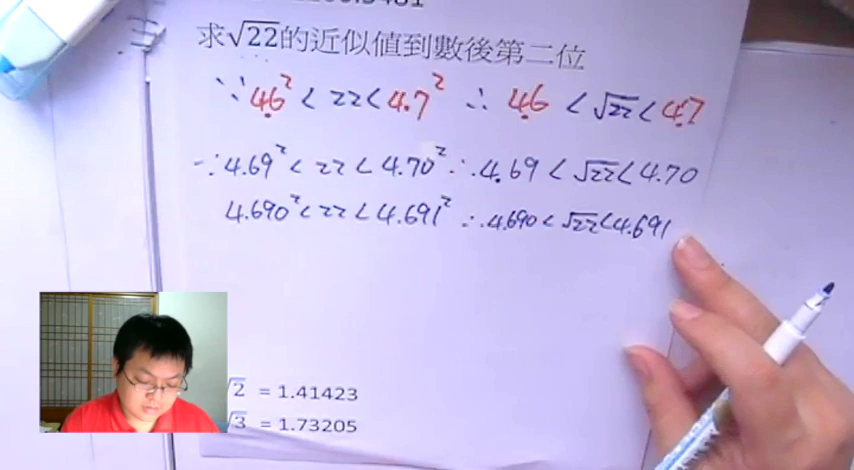 求√22的近似值到數後第二位
∵ 4.6² < 22 < 4.7² ∴ 4.6 < √22 < 4.7
∵ 4.69² < 22 < 4.70² ∴ 4.69 < √22 < 4.70
4.690² < 22 < 4.691² ∴ 4.690 < √22 < 4.691
√2 = 1.41423
√3 = 1.73205